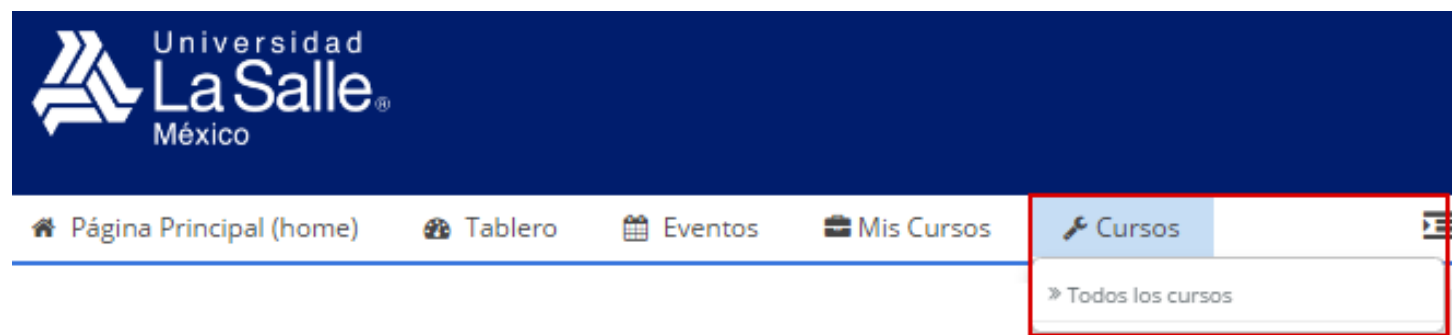 Universidad
La Salle®
México
Página Principal (home) Tablero Eventos Mis Cursos Cursos
» Todos los cursos